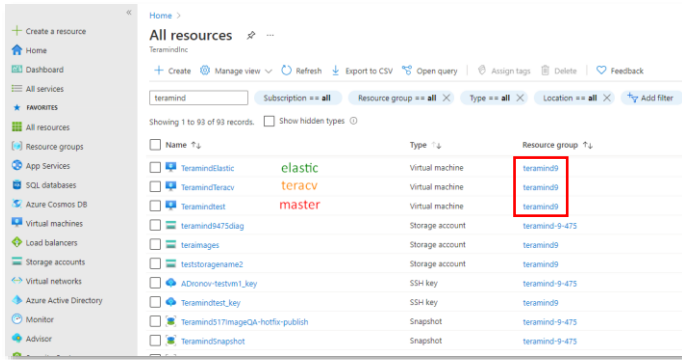 «
Create a resource
Home
Dashboard
All services
FAVORITES
All resources
Resource groups
App Services
SQL databases
Azure Cosmos DB
Virtual machines
Load balancers
Storage accounts
Virtual networks
Azure Active Directory
Monitor
Advisor
Home >
All resources ...
TeramindInc
+ Create Manage view Refresh Export to CSV Open query Assign tags Delete Feedback
teramind Subscription == all Resource group == all Type == all Location == all Add filter
Showing 1 to 93 of 93 records. Show hidden types
Name ↑↓ Type ↑↓ Resource group ↑↓
TeramindElastic elastic Virtual machine teramind9
TeramindTeracv teracv Virtual machine teramind9
Teramindtest master Virtual machine teramind9
teramind9475diag Storage account teramind-9-475
teraimages Storage account teramind9
teststoragename2 Storage account teramind9
ADronov-testvm1_key SSH key teramind-9-475
Teramindtest_key SSH key teramind9
Teramind517ImageQA-hotfix-publish Snapshot teramind-9-475
TeramindSnapshot Snapshot teramind-9-475